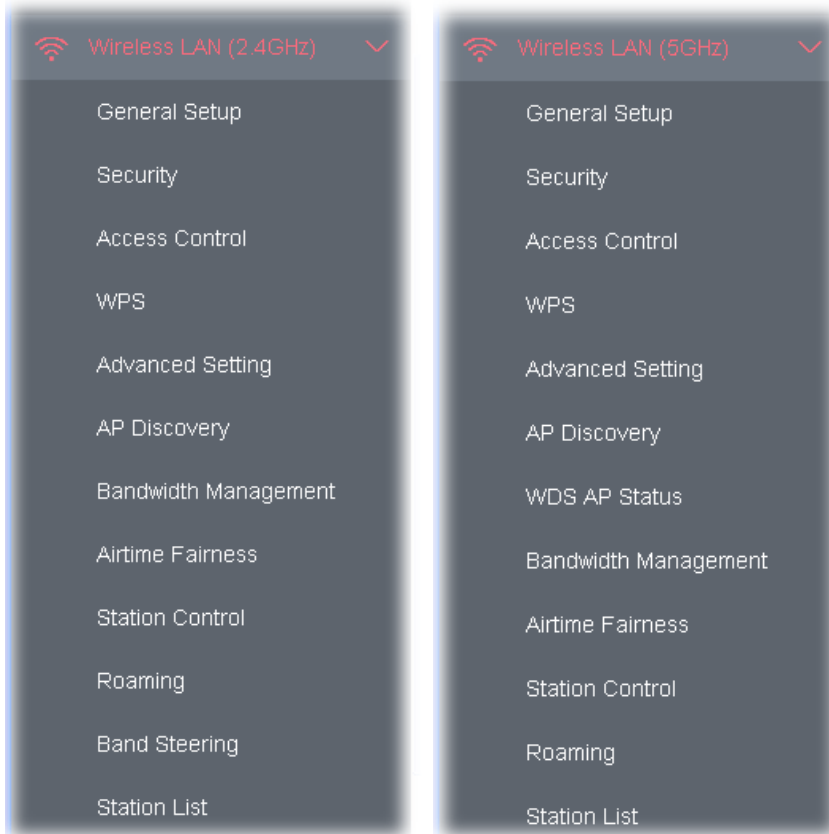 Wireless LAN (2.4GHz)
General Setup
Security
Access Control
WPS
Advanced Setting
AP Discovery
Bandwidth Management
Airtime Fairness
Station Control
Roaming
Band Steering
Station List
Wireless LAN (5GHz)
General Setup
Security
Access Control
WPS
Advanced Setting
AP Discovery
WDS AP Status
Bandwidth Management
Airtime Fairness
Station Control
Roaming
Station List